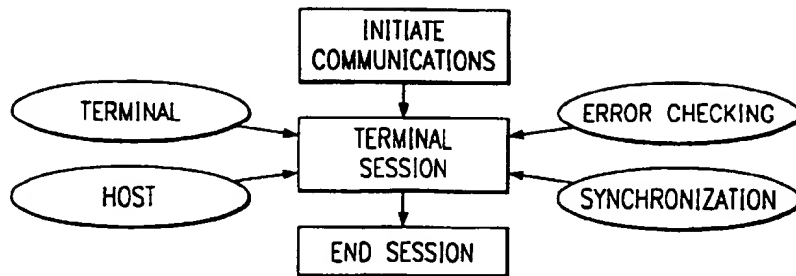 INITIATE
COMMUNICATIONS
TERMINAL
ERROR CHECKING
TERMINAL
SESSION
HOST
SYNCHRONIZATION
END SESSION